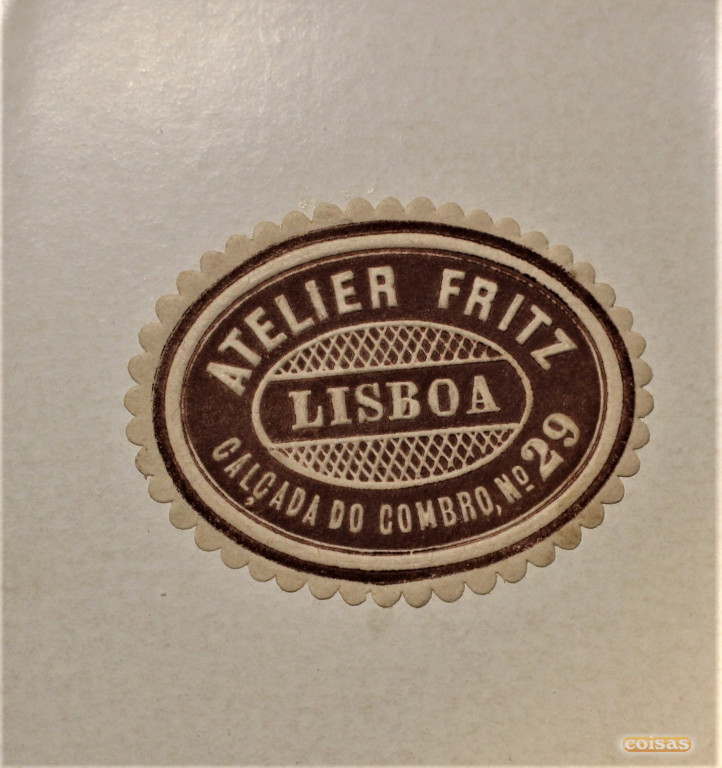 ATELIER FRITZ
LISBOA
CALÇADA DO COMBRO, Nº 29
coisas